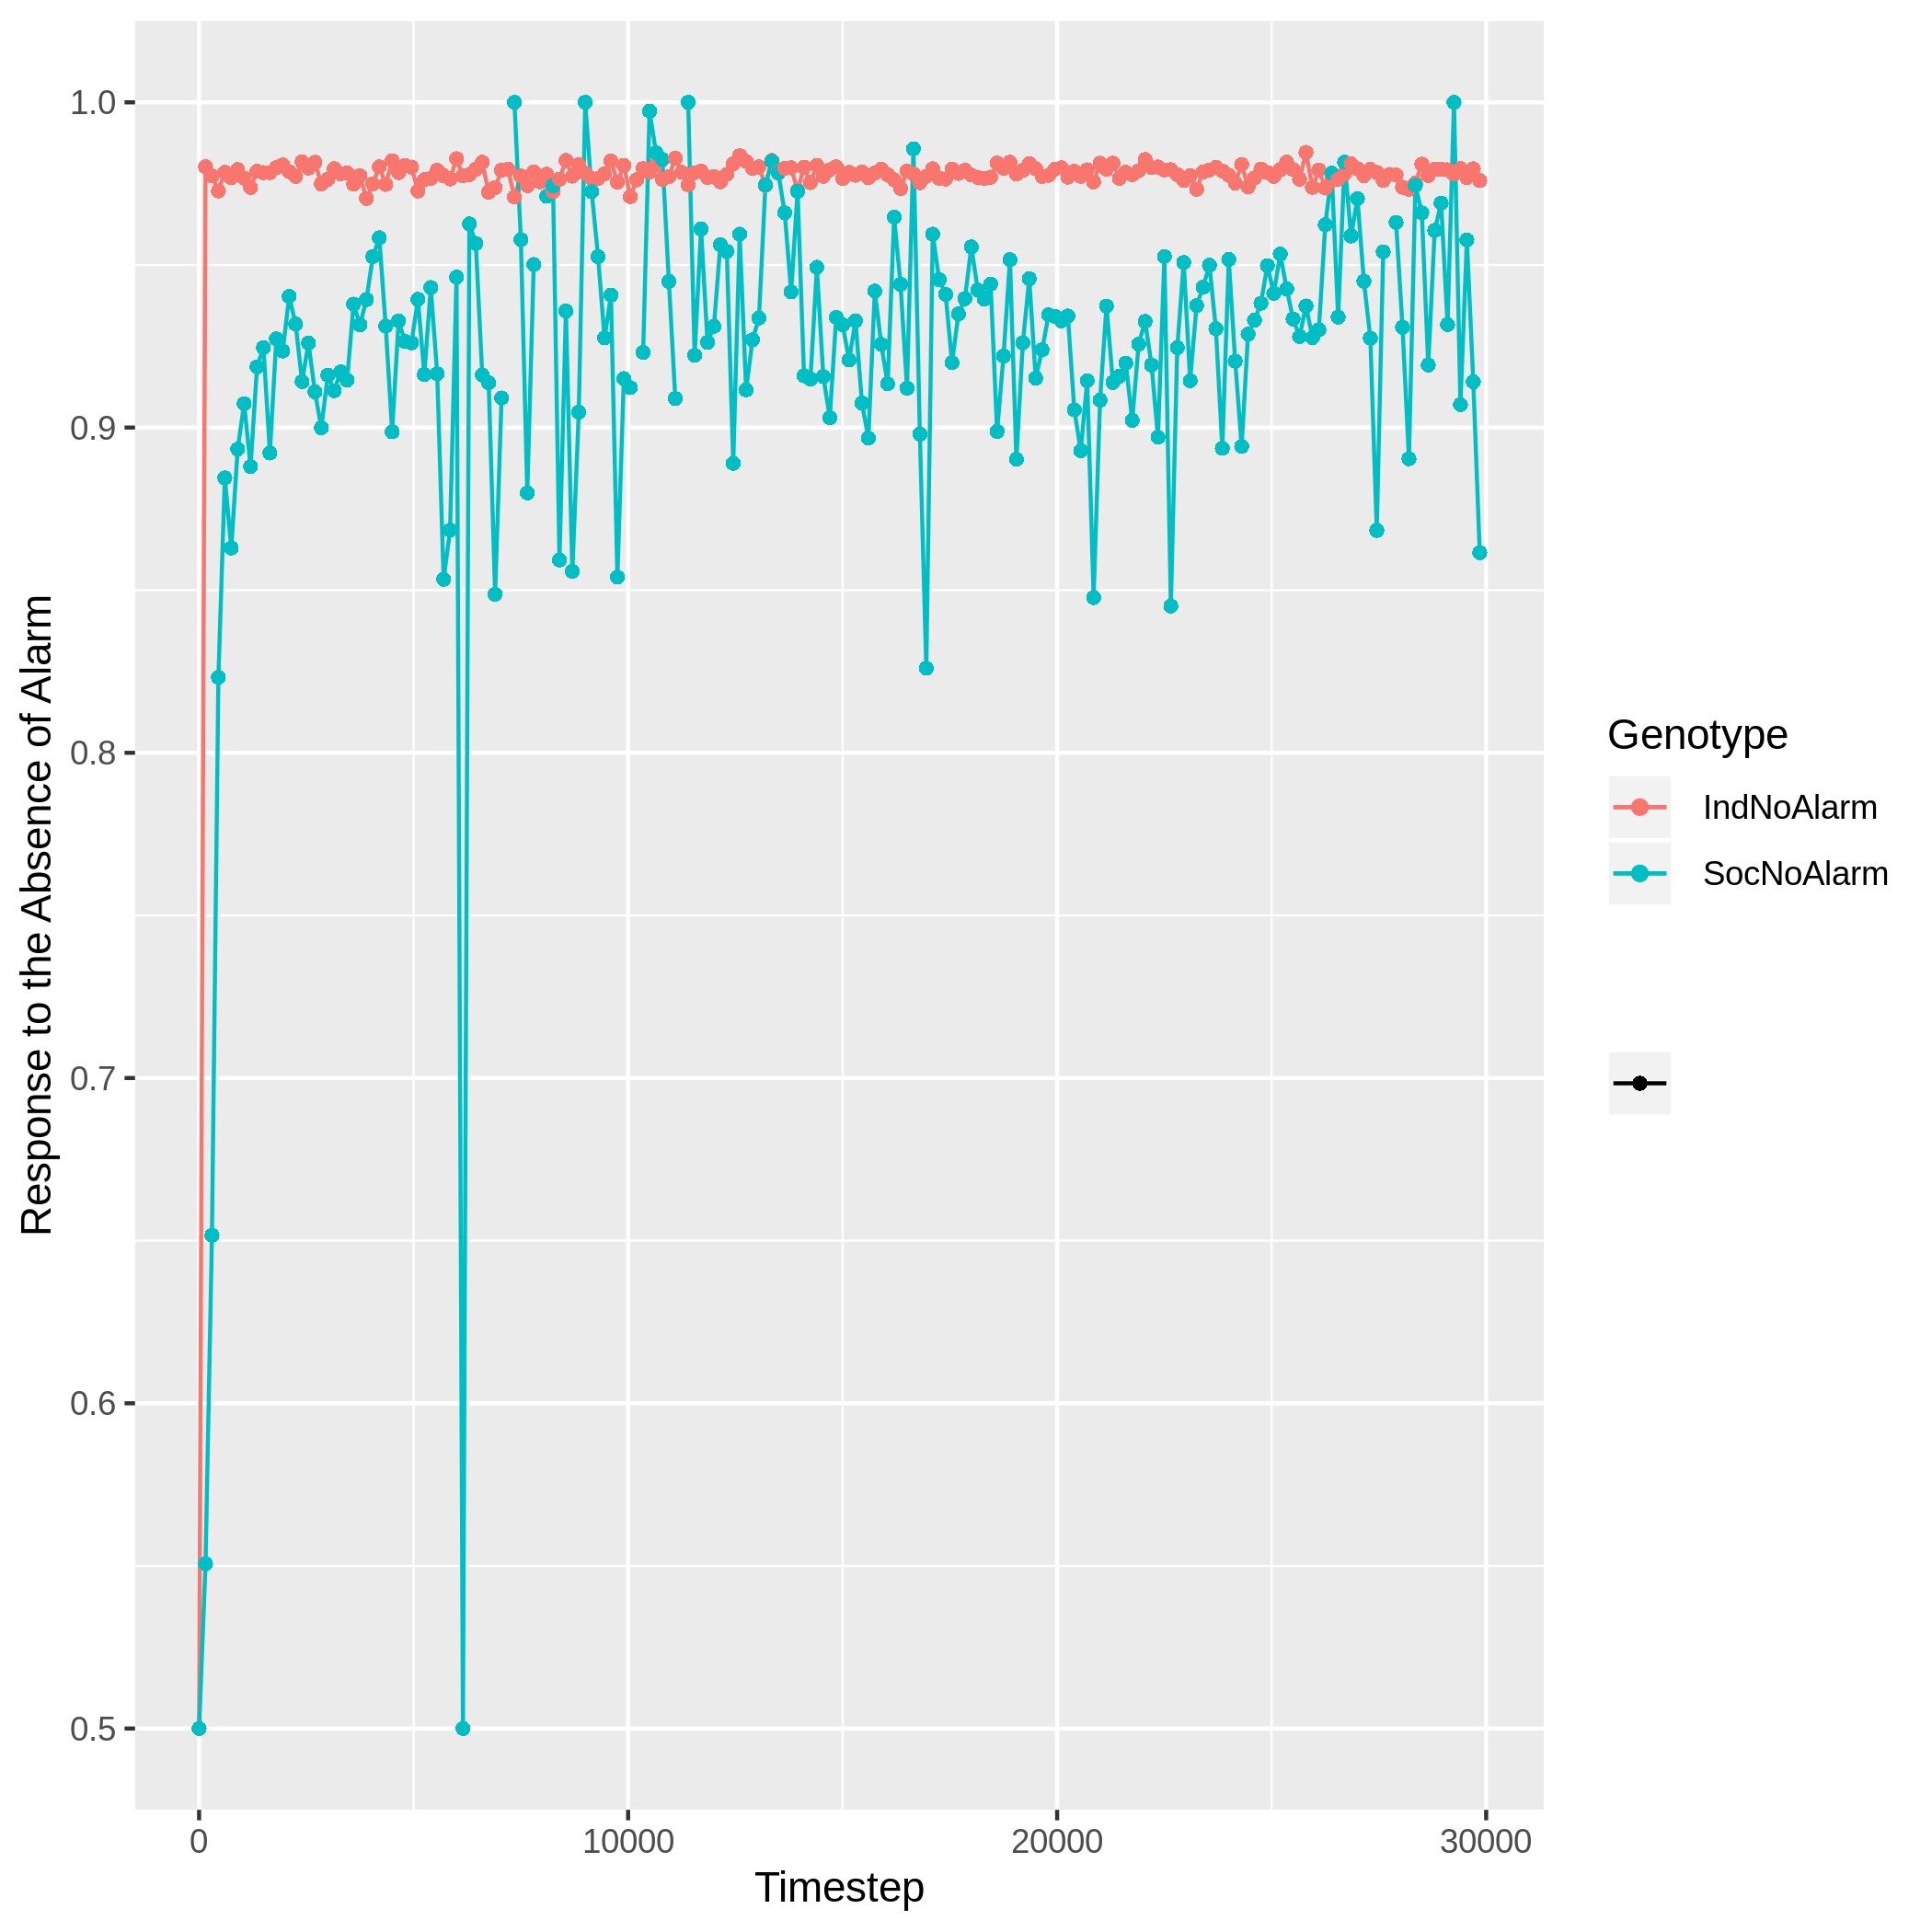 Response to the Absence of Alarm
1.0
0.9
0.8
0.7
0.6
0.5
0
10000
20000
30000
Timestep
Genotype
IndNoAlarm
SocNoAlarm